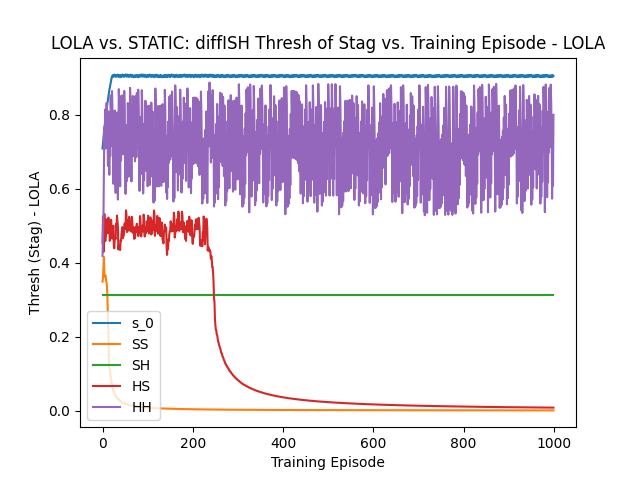 LOLA vs. STATIC: diffISH Thresh of Stag vs. Training Episode - LOLA
Thresh (Stag) - LOLA
0.8
0.6
0.4
0.2
0.0
s_0
SS
SH
HS
HH
0
200
400
600
800
1000
Training Episode